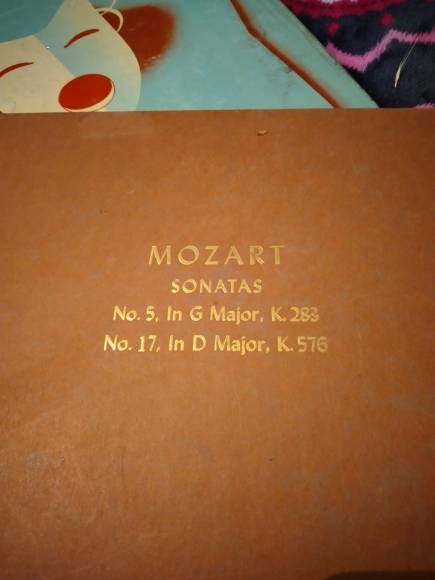 MOZART
SONATAS
No. 5, In G Major, K. 283
No. 17, In D Major, K. 576